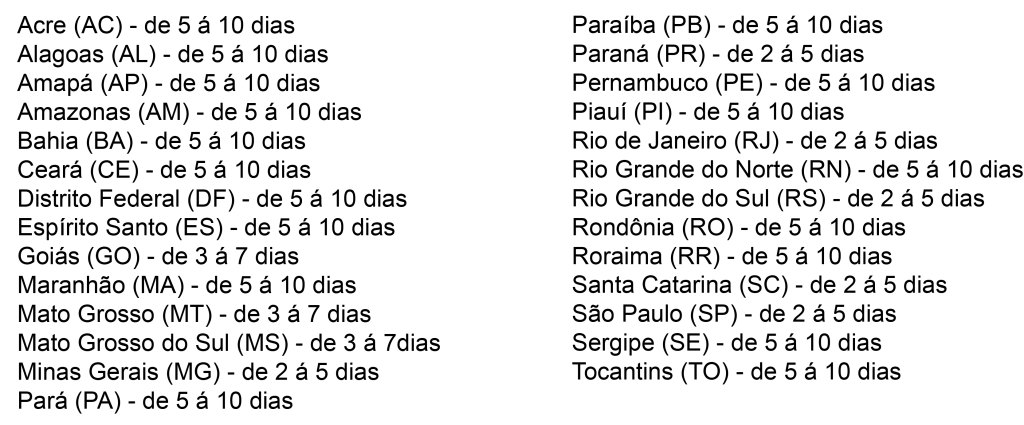 Acre (AC) - de 5 á 10 dias
Alagoas (AL) - de 5 á 10 dias
Amapá (AP) - de 5 á 10 dias
Amazonas (AM) - de 5 á 10 dias
Bahia (BA) - de 5 á 10 dias
Ceará (CE) - de 5 á 10 dias
Distrito Federal (DF) - de 5 á 10 dias
Espírito Santo (ES) - de 5 á 10 dias
Goiás (GO) - de 3 á 7 dias
Maranhão (MA) - de 5 á 10 dias
Mato Grosso (MT) - de 3 á 7 dias
Mato Grosso do Sul (MS) - de 3 á 7dias
Minas Gerais (MG) - de 2 á 5 dias
Pará (PA) - de 5 á 10 dias
Paraíba (PB) - de 5 á 10 dias
Paraná (PR) - de 2 á 5 dias
Pernambuco (PE) - de 5 á 10 dias
Piauí (PI) - de 5 á 10 dias
Rio de Janeiro (RJ) - de 2 á 5 dias
Rio Grande do Norte (RN) - de 5 á 10 dias
Rio Grande do Sul (RS) - de 2 á 5 dias
Rondônia (RO) - de 5 á 10 dias
Roraima (RR) - de 5 á 10 dias
Santa Catarina (SC) - de 2 á 5 dias
São Paulo (SP) - de 2 á 5 dias
Sergipe (SE) - de 5 á 10 dias
Tocantins (TO) - de 5 á 10 dias